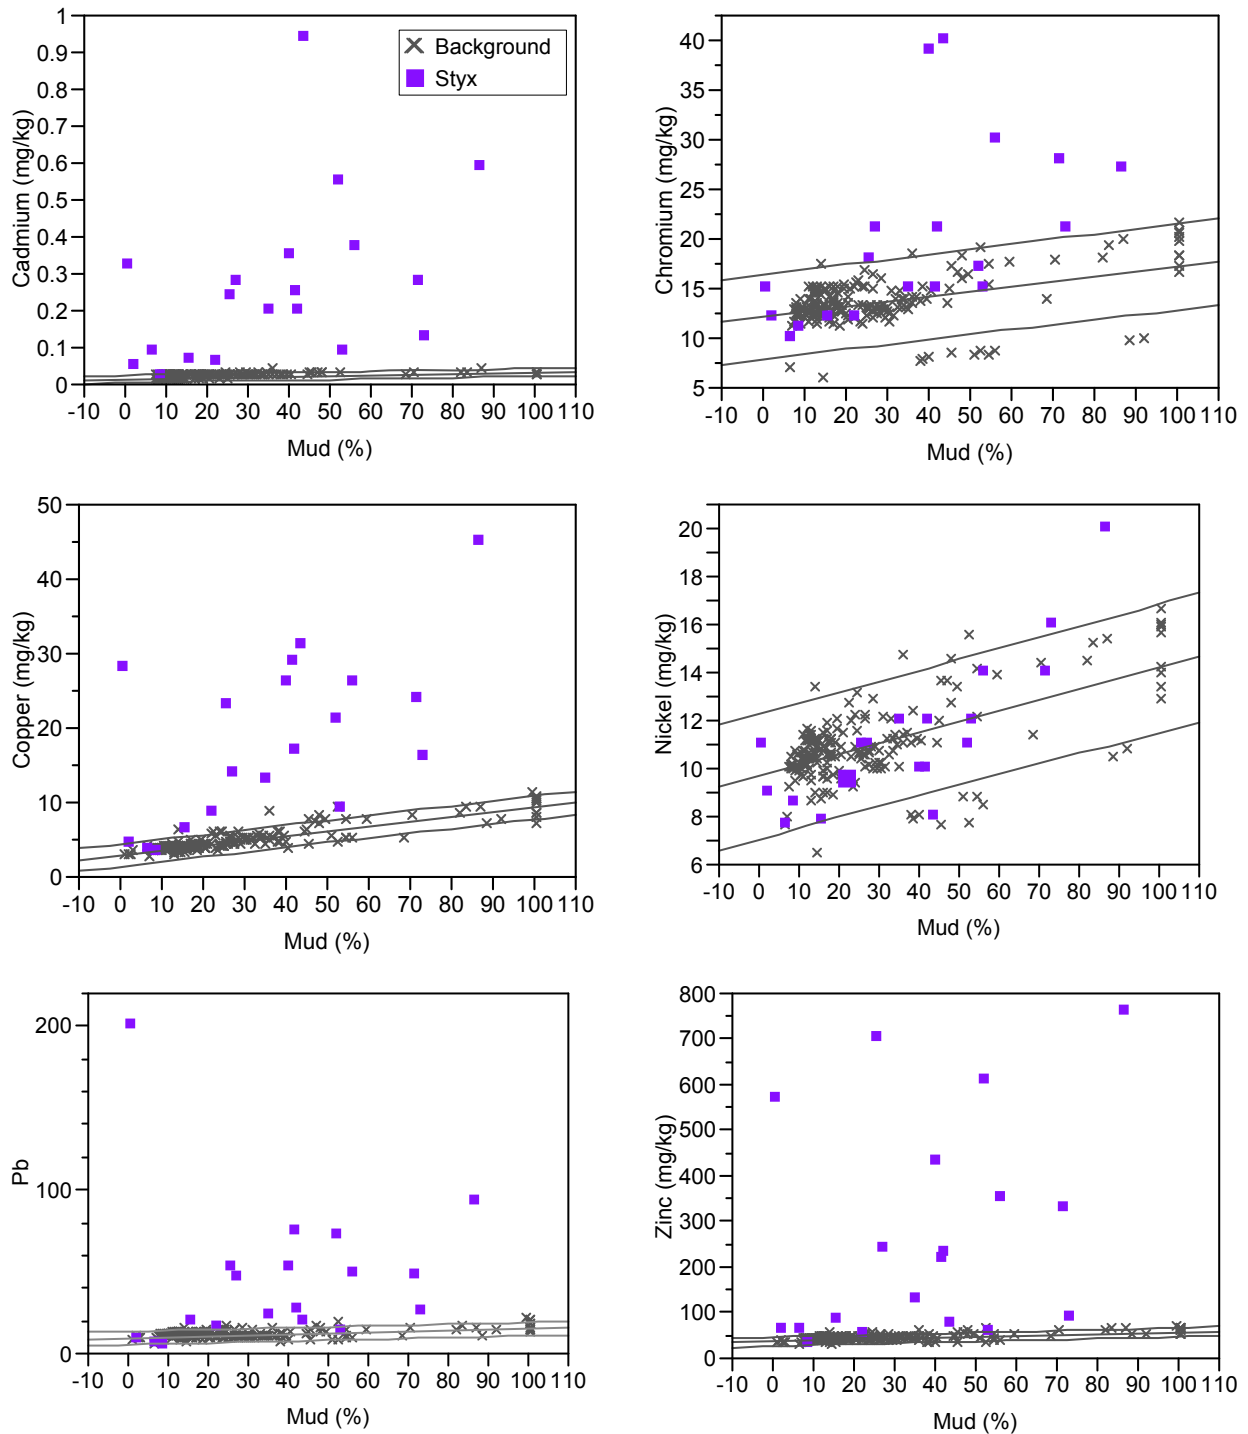 1
0.9
0.8
0.7
0.6
0.5
0.4
0.3
0.2
0.1
0
Cadmium (mg/kg)
Background
Styx
-10 0 10 20 30 40 50 60 70 80 90 100 110
Mud (%)
40
35
30
25
20
15
10
5
Chromium (mg/kg)
-10 0 10 20 30 40 50 60 70 80 90 100 110
Mud (%)
50
40
30
20
10
0
Copper (mg/kg)
-10 0 10 20 30 40 50 60 70 80 90 100 110
Mud (%)
20
18
16
14
12
10
8
6
Nickel (mg/kg)
-10 0 10 20 30 40 50 60 70 80 90 100 110
Mud (%)
200
100
0
Pb
-10 0 10 20 30 40 50 60 70 80 90 100 110
Mud (%)
800
700
600
500
400
300
200
100
0
Zinc (mg/kg)
-10 0 10 20 30 40 50 60 70 80 90 100 110
Mud (%)